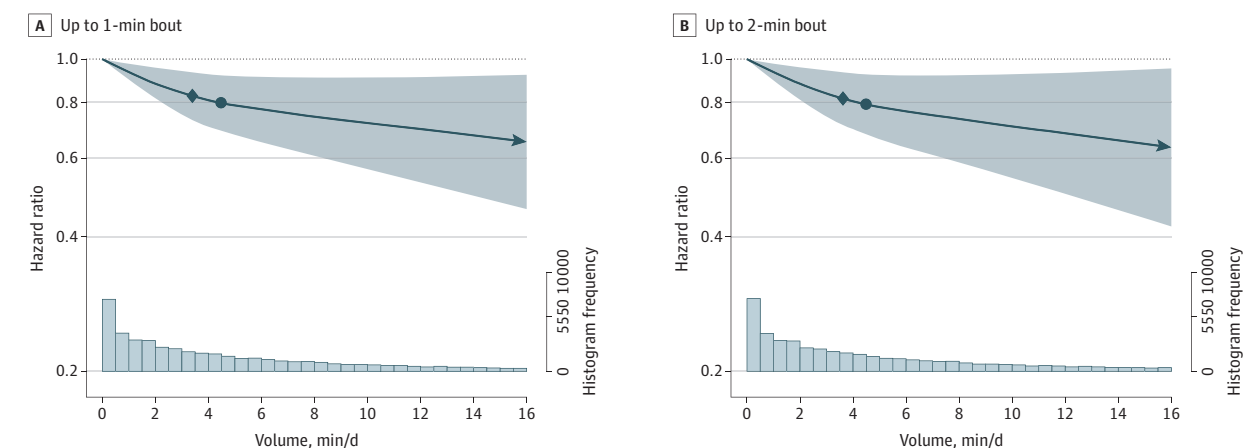 A Up to 1-min bout
1.0
0.8
0.6
0.4
0.2
Hazard ratio
0 5550 10000
Histogram frequency
0 2 4 6 8 10 12 14 16
Volume, min/d
B Up to 2-min bout
1.0
0.8
0.6
0.4
0.2
Hazard ratio
0 5550 10000
Histogram frequency
0 2 4 6 8 10 12 14 16
Volume, min/d